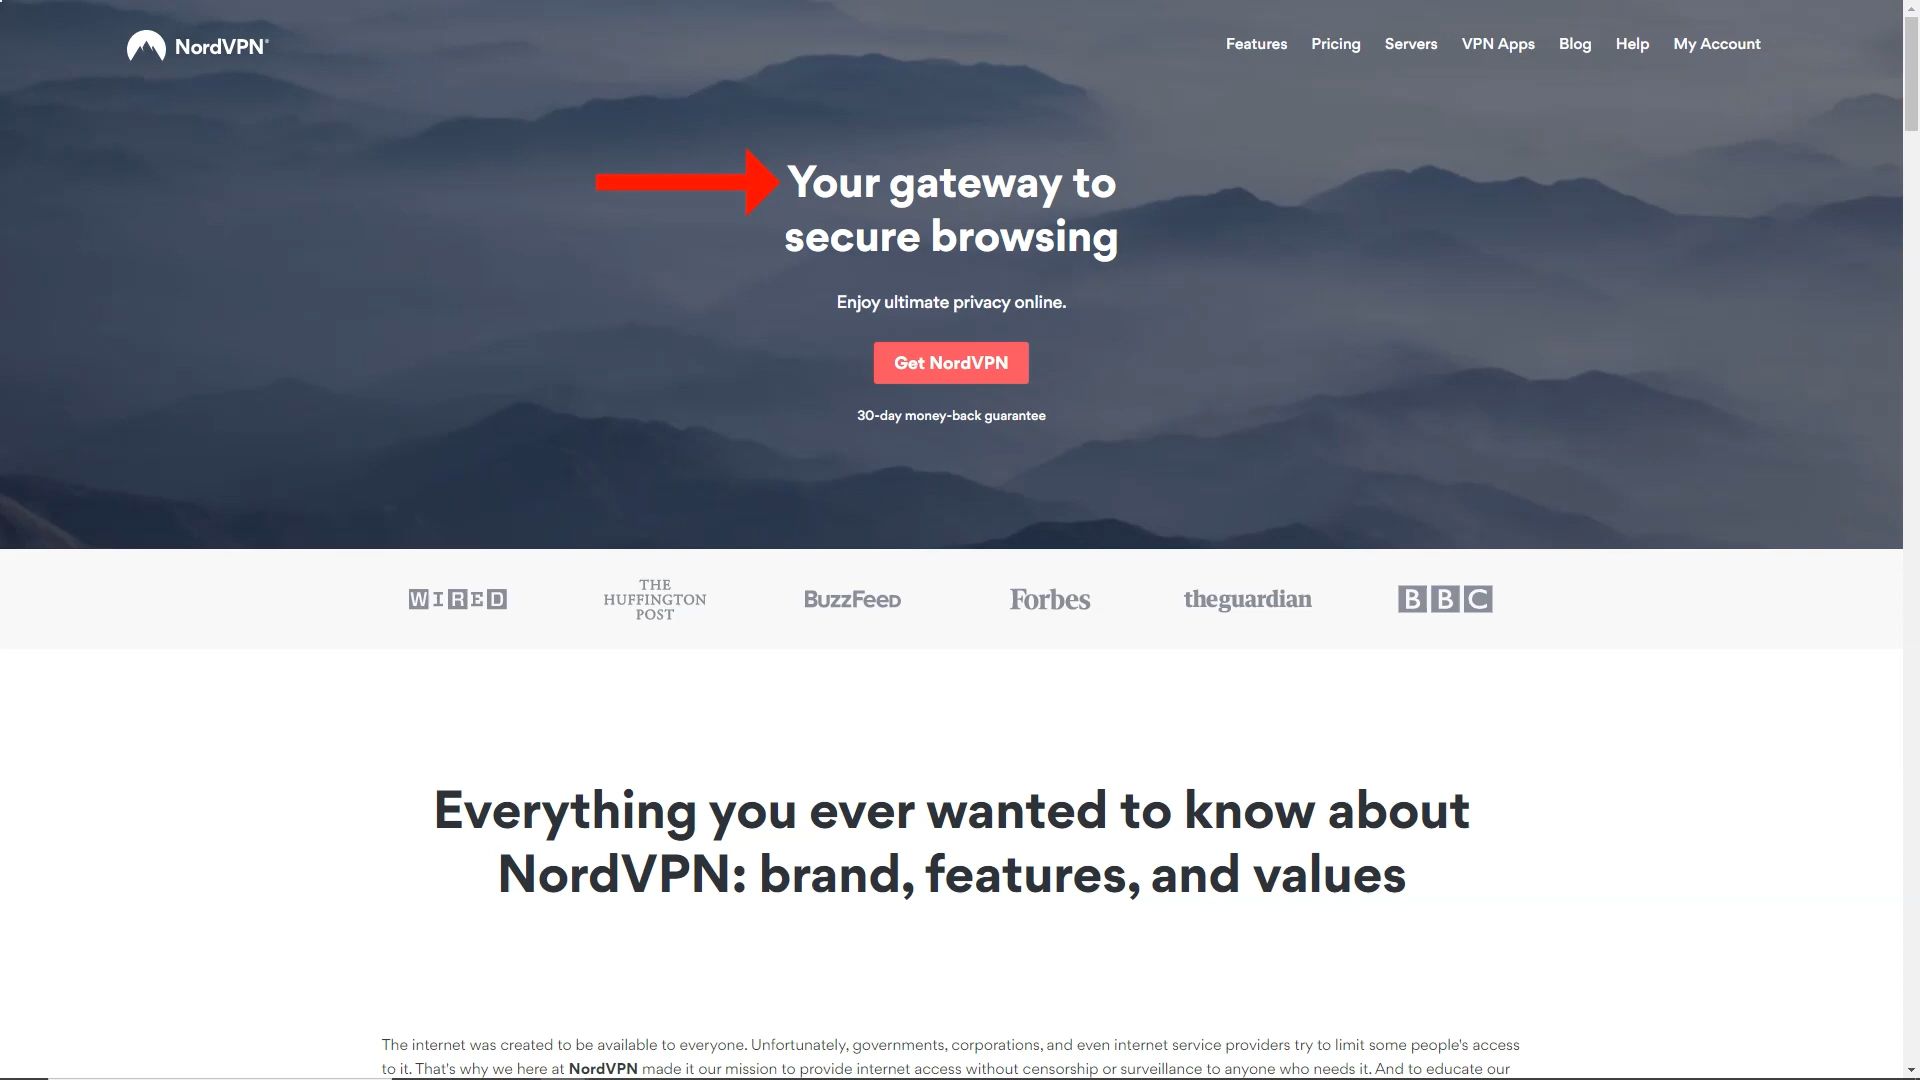 NordVPN®
Features Pricing Servers VPN Apps Blog Help My Account
Your gateway to
secure browsing
Enjoy ultimate privacy online.
Get NordVPN
30-day money-back guarantee
WIRED
THE
HUFFINGTON
POST
BuzzFeed
Forbes
theguardian
BBC
Everything you ever wanted to know about
NordVPN: brand, features, and values
The internet was created to be available to everyone. Unfortunately, governments, corporations, and even internet service providers try to limit some people's access
to it. That's why we here at NordVPN made it our mission to provide internet access without censorship or surveillance to anyone who needs it. And to educate our